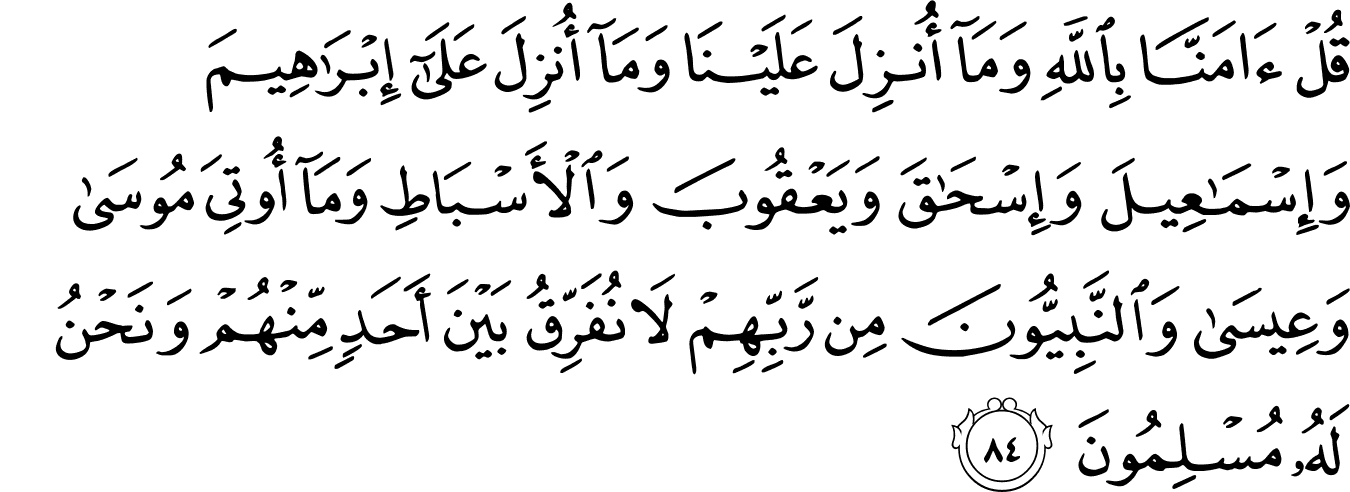 قُلْ ءَامَنَّا بِٱللَّهِ وَمَآ أُنزِلَ عَلَيْنَا وَمَآ أُنزِلَ عَلَىٰٓ إِبْرَٰهِيمَ
وَإِسْمَـٰعِيلَ وَإِسْحَـٰقَ وَيَعْقُوبَ وَٱلْأَسْبَاطِ وَمَآ أُوتِىَ مُوسَىٰ
وَعِيسَىٰ وَٱلنَّبِيُّونَ مِن رَّبِّهِمْ لَا نُفَرِّقُ بَيْنَ أَحَدٍ مِّنْهُمْ وَنَحْنُ
لَهُۥ مُسْلِمُونَ ٨٤